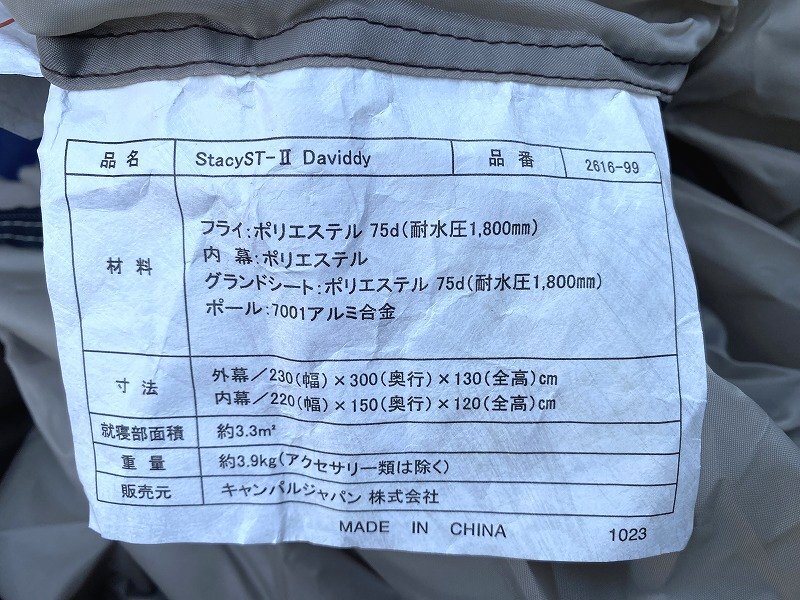 品名 StacyST-Ⅱ Daviddy 品番 2616-99
材料
フライ:ポリエステル 75d(耐水圧1,800mm)
内幕:ポリエステル
グランドシート:ポリエステル 75d(耐水圧1,800mm)
ポール:7001アルミ合金
寸法
外幕/230(幅)×300(奥行)×130(全高)cm
内幕/220(幅)×150(奥行)×120(全高)cm
就寝部面積 約3.3m²
重量 約3.9kg(アクセサリー類は除く)
販売元 キャンパルジャパン 株式会社
MADE IN CHINA 1023